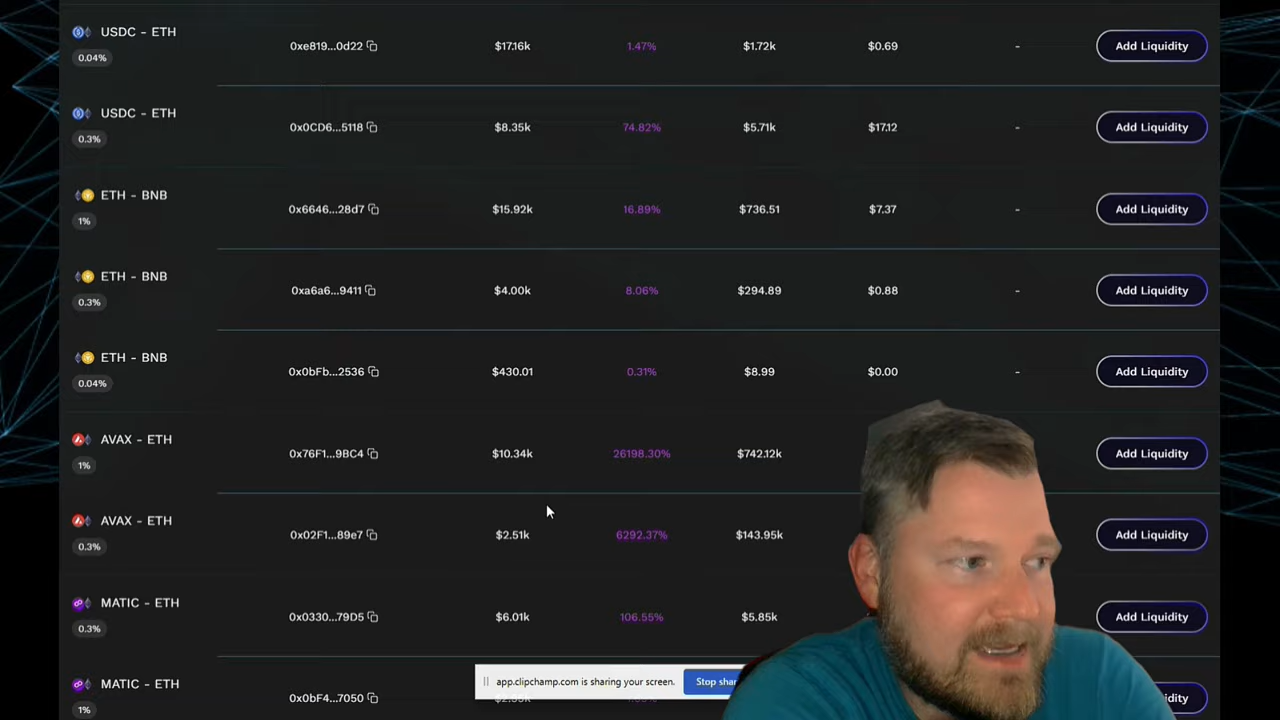 USDC - ETH 0xe819...0d22 $17.16k 1.47% $1.72k $0.69 - Add Liquidity
0.04%
USDC - ETH 0x0CD6...5118 $8.35k 74.82% $5.71k $17.12 - Add Liquidity
0.3%
ETH - BNB 0x6646...28d7 $15.92k 16.89% $736.51 $7.37 - Add Liquidity
1%
ETH - BNB 0xa6a6...9411 $4.00k 8.06% $294.89 $0.88 - Add Liquidity
0.3%
ETH - BNB 0x0bFb...2536 $430.01 0.31% $8.99 $0.00 - Add Liquidity
0.04%
AVAX - ETH 0x76F1...9BC4 $10.34k 26198.30% $742.12k Add Liquidity
1%
AVAX - ETH 0x02F1...89e7 $2.51k 6292.37% $143.95k Add Liquidity
0.3%
MATIC - ETH 0x0330...79D5 $6.01k 106.55% $5.85k Add Liquidity
0.3%
app.clipchamp.com is sharing your screen. Stop shar
MATIC - ETH 0x0bF4...7050
1%